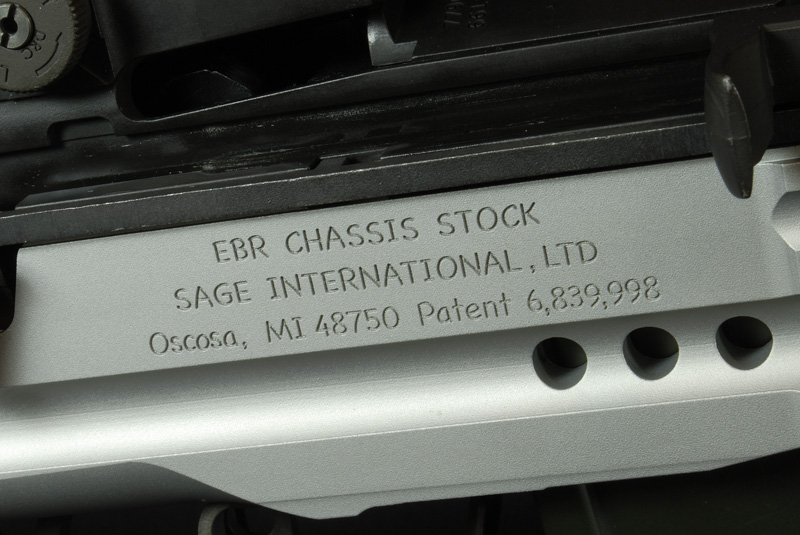 EBR CHASSIS STOCK
SAGE INTERNATIONAL, LTD
Oscosa, MI 48750 Patent 6,839,998